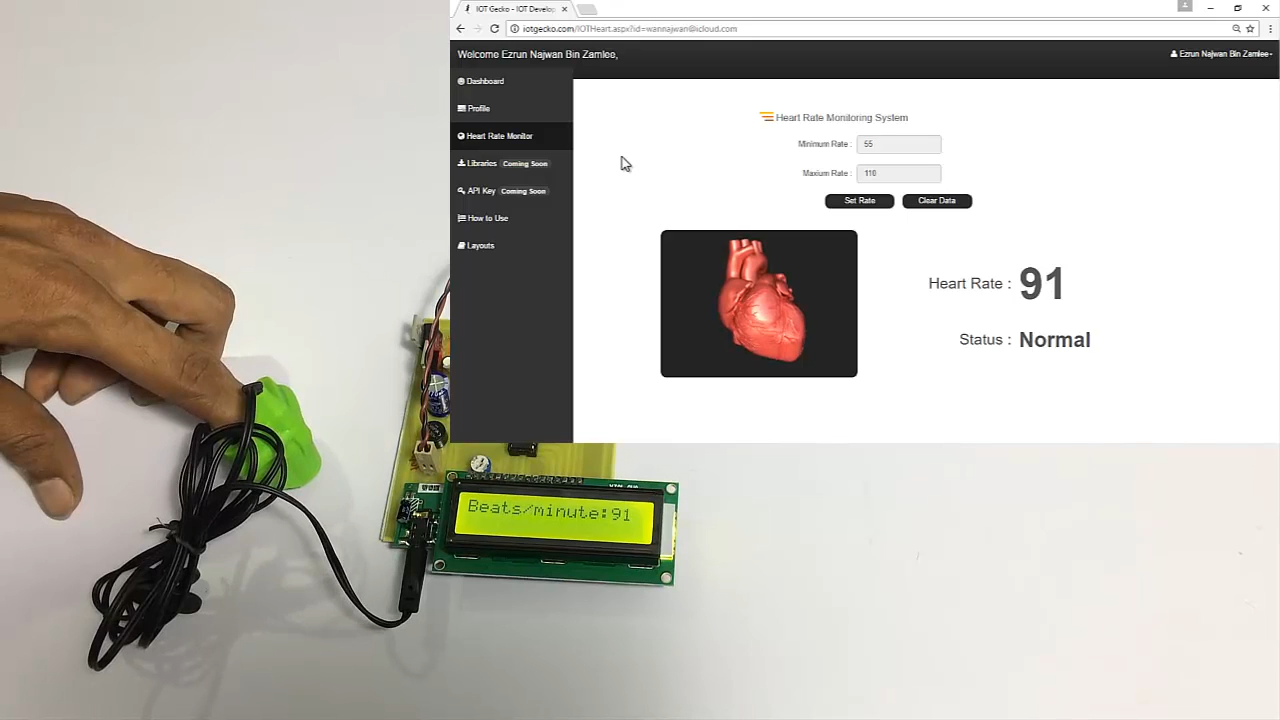 IOT Gecko - IOT Develop
iotgecko.com/IOTHeart.aspx?id=wannajwan@icloud.com
Welcome Ezrun Najwan Bin Zamlee,
Ezrun Najwan Bin Zamlee
Dashboard
Profile
Heart Rate Monitor
Libraries Coming Soon
API Key Coming Soon
How to Use
Layouts
Heart Rate Monitoring System
Minimum Rate : 55
Maxium Rate : 110
Set Rate Clear Data
Heart Rate : 91
Status : Normal
Beats/minute:91